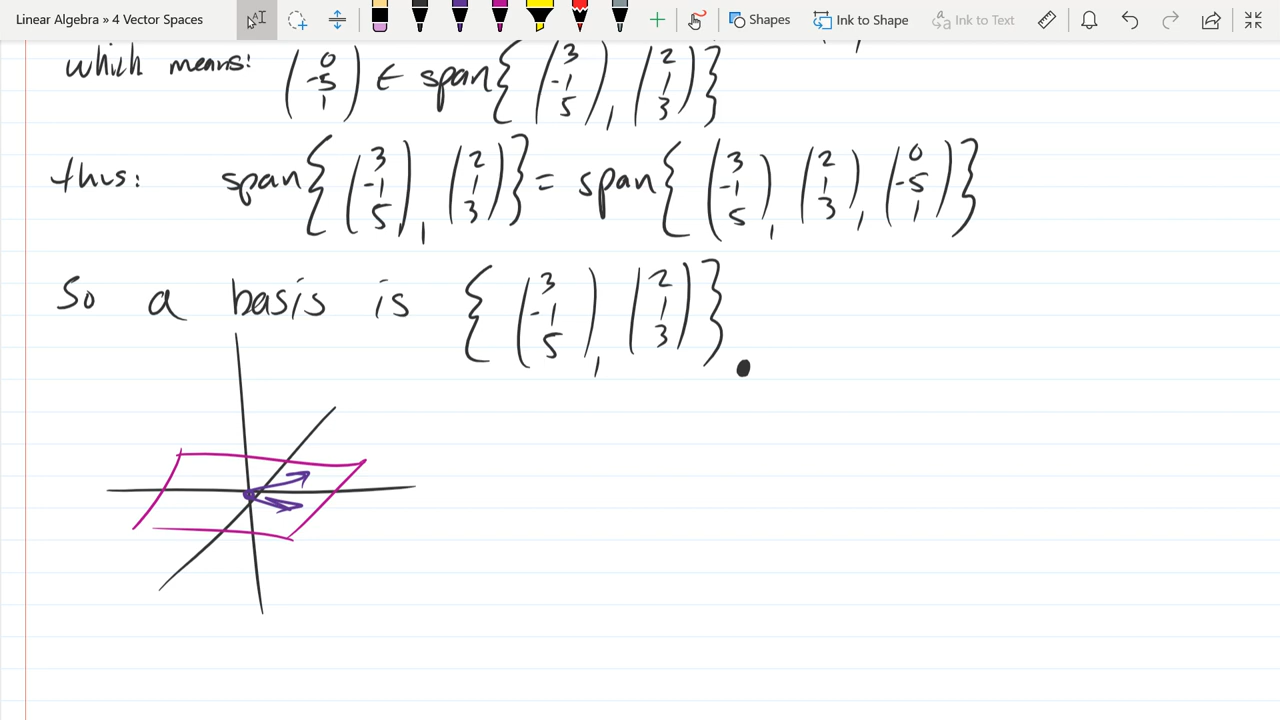 Linear Algebra » 4 Vector Spaces
Shapes Ink to Shape Ink to Text
which means: (0 -5 1) ∈ span{(3 -1 5), (2 1 3)}
thus: span{(3 -1 5), (2 1 3)} = span{(3 -1 5), (2 1 3), (0 -5 1)}
So a basis is {(3 -1 5), (2 1 3)}.